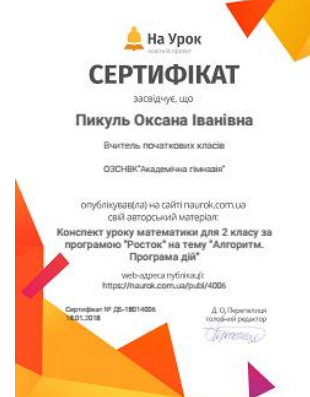 На Урок
освітній проект
СЕРТИФІКАТ
засвідчує, що
Пикуль Оксана Іванівна
Вчитель початкових класів
ОЗСНВК"Академічна гімназія"
опублікував(ла) на сайті naurok.com.ua
свій авторський матеріал:
Конспект уроку математики для 2 класу за
програмою "Росток" на тему "Алгоритм.
Програма дій"
web-адреса публікації:
https://naurok.com.ua/publ/4006
Сертифікат № ДБ-18014006
18.01.2018
Д. О. Перепелиця
головний редактор